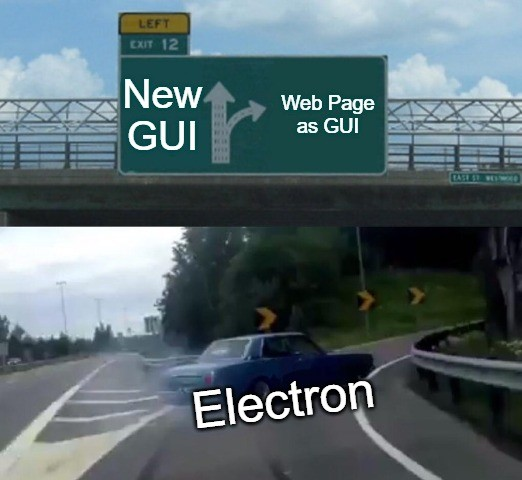 LEFT
EXIT 12
New
GUI
Web Page
as GUI
Electron